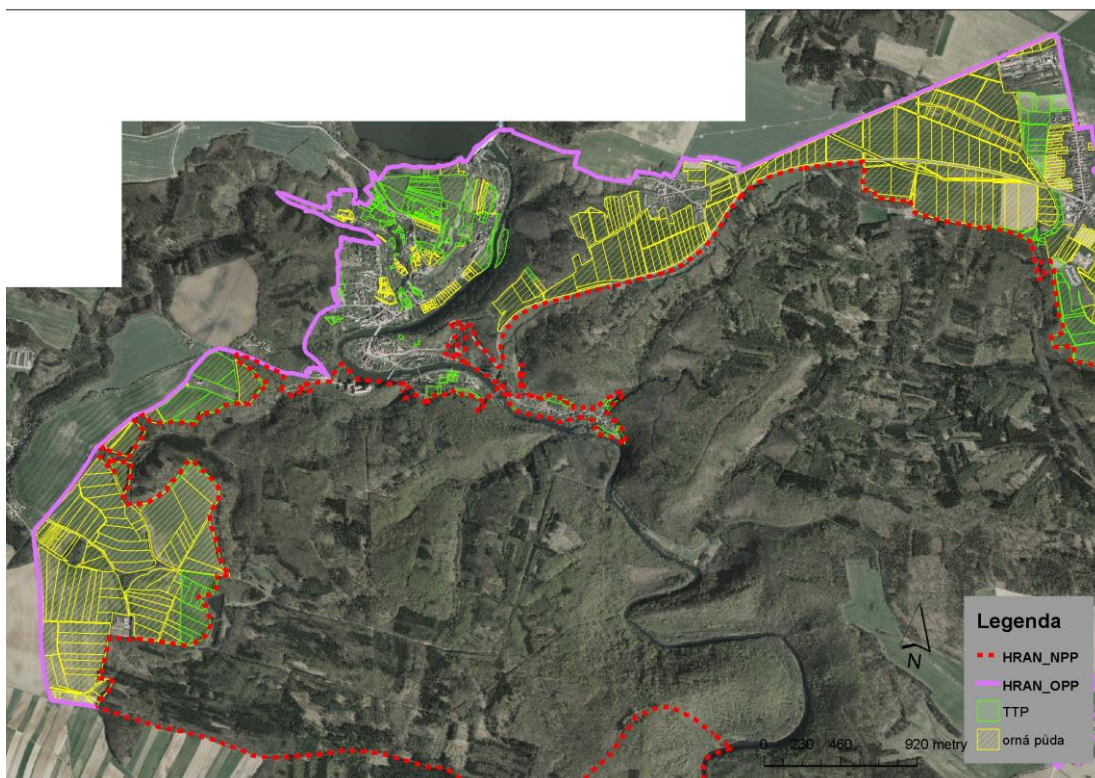 N
Legenda
HRAN_NPP
HRAN_OPP
TTP
orná půda
0 230 460 920 metry